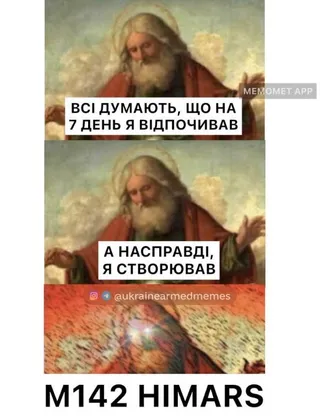 MEMOMET APP
ВСІ ДУМАЮТЬ, ЩО НА
7 ДЕНЬ Я ВІДПОЧИВАВ
А НАСПРАВДІ,
Я СТВОРЮВАВ
@ukrainearmedmemes
M142 HIMARS